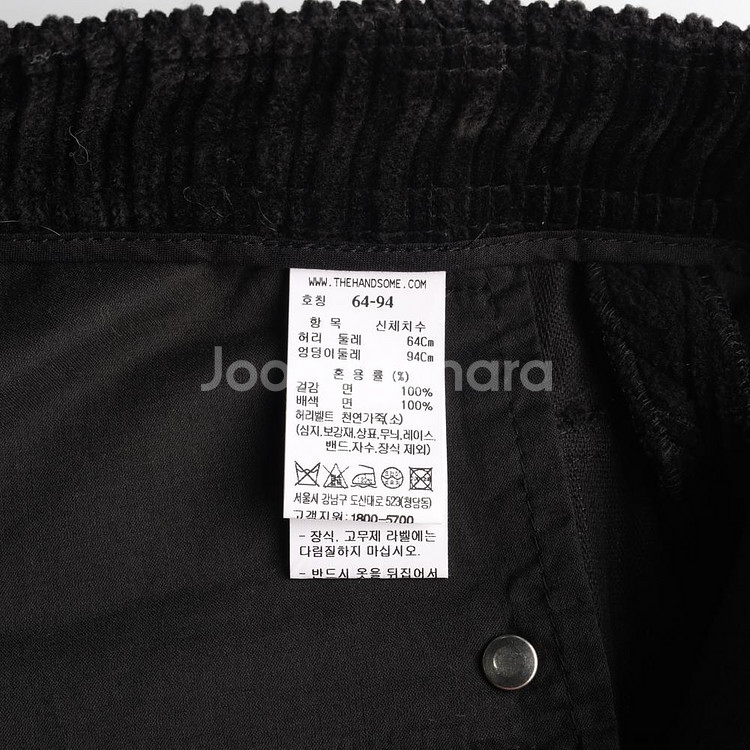 WWW.THEHANDSOME.COM
호칭 64-94
항 목 신체치수
허리 둘레 64Cm
엉덩이둘레 94Cm
혼 용 률 (%)
겉감 면 100%
배색 면 100%
허리벨트 천연가죽(소)
(심지,보강재,상표,무늬,레이스,
밴드,자수,장식 제외)
서울시 강남구 도산대로 523(청담동)
고객지원: 1800-5700
- 장식, 고무제 라벨에는
다림질하지 마십시오.
- 반드시 옷을 뒤집어서